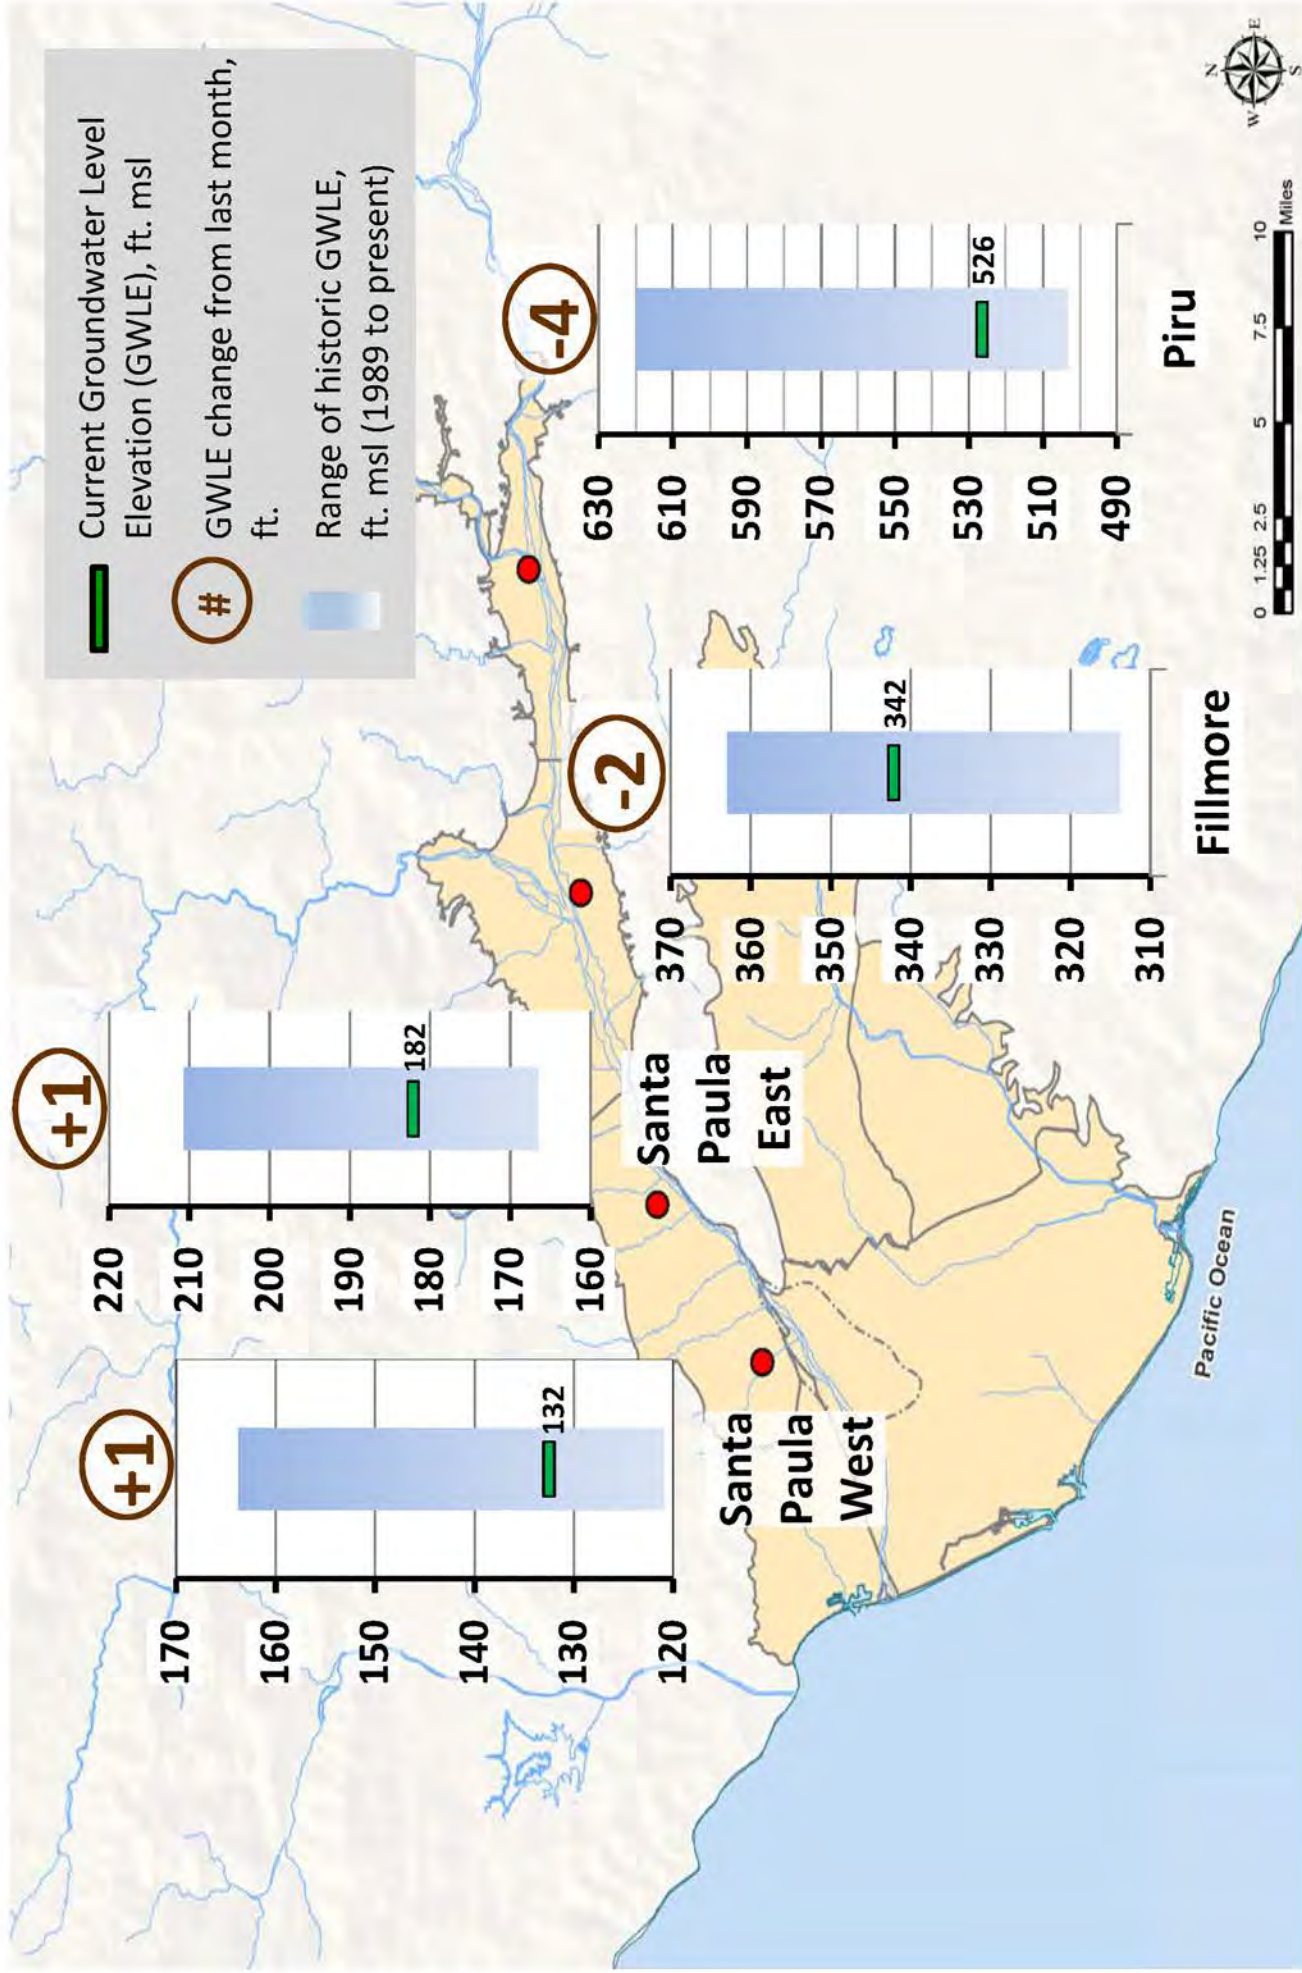 Current Groundwater Level
Elevation (GWLE), ft. msl
#
GWLE change from last month,
ft.
Range of historic GWLE,
ft. msl (1989 to present)
+1
170
160
150
140
130
120
132
Santa
Paula
West
+1
220
210
200
190
180
170
160
182
Santa
Paula
East
-2
370
360
350
340
330
320
310
342
Fillmore
-4
630
610
590
570
550
530
510
490
526
Piru
Pacific Ocean
0 1.25 2.5 5 7.5 10
Miles
N
W E
S